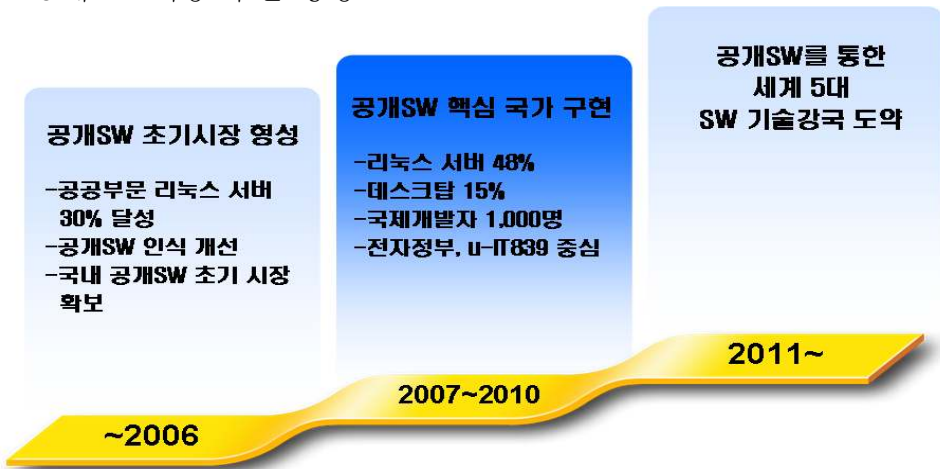 공개SW 초기시장 형성
-공공부문 리눅스 서버
30% 달성
-공개SW 인식 개선
-국내 공개SW 초기 시장
확보
~2006
공개SW 핵심 국가 구현
-리눅스 서버 48%
-데스크탑 15%
-국제개발자 1,000명
-전자정부, u-IT839 중심
2007~2010
공개SW를 통한
세계 5대
SW 기술강국 도약
2011~